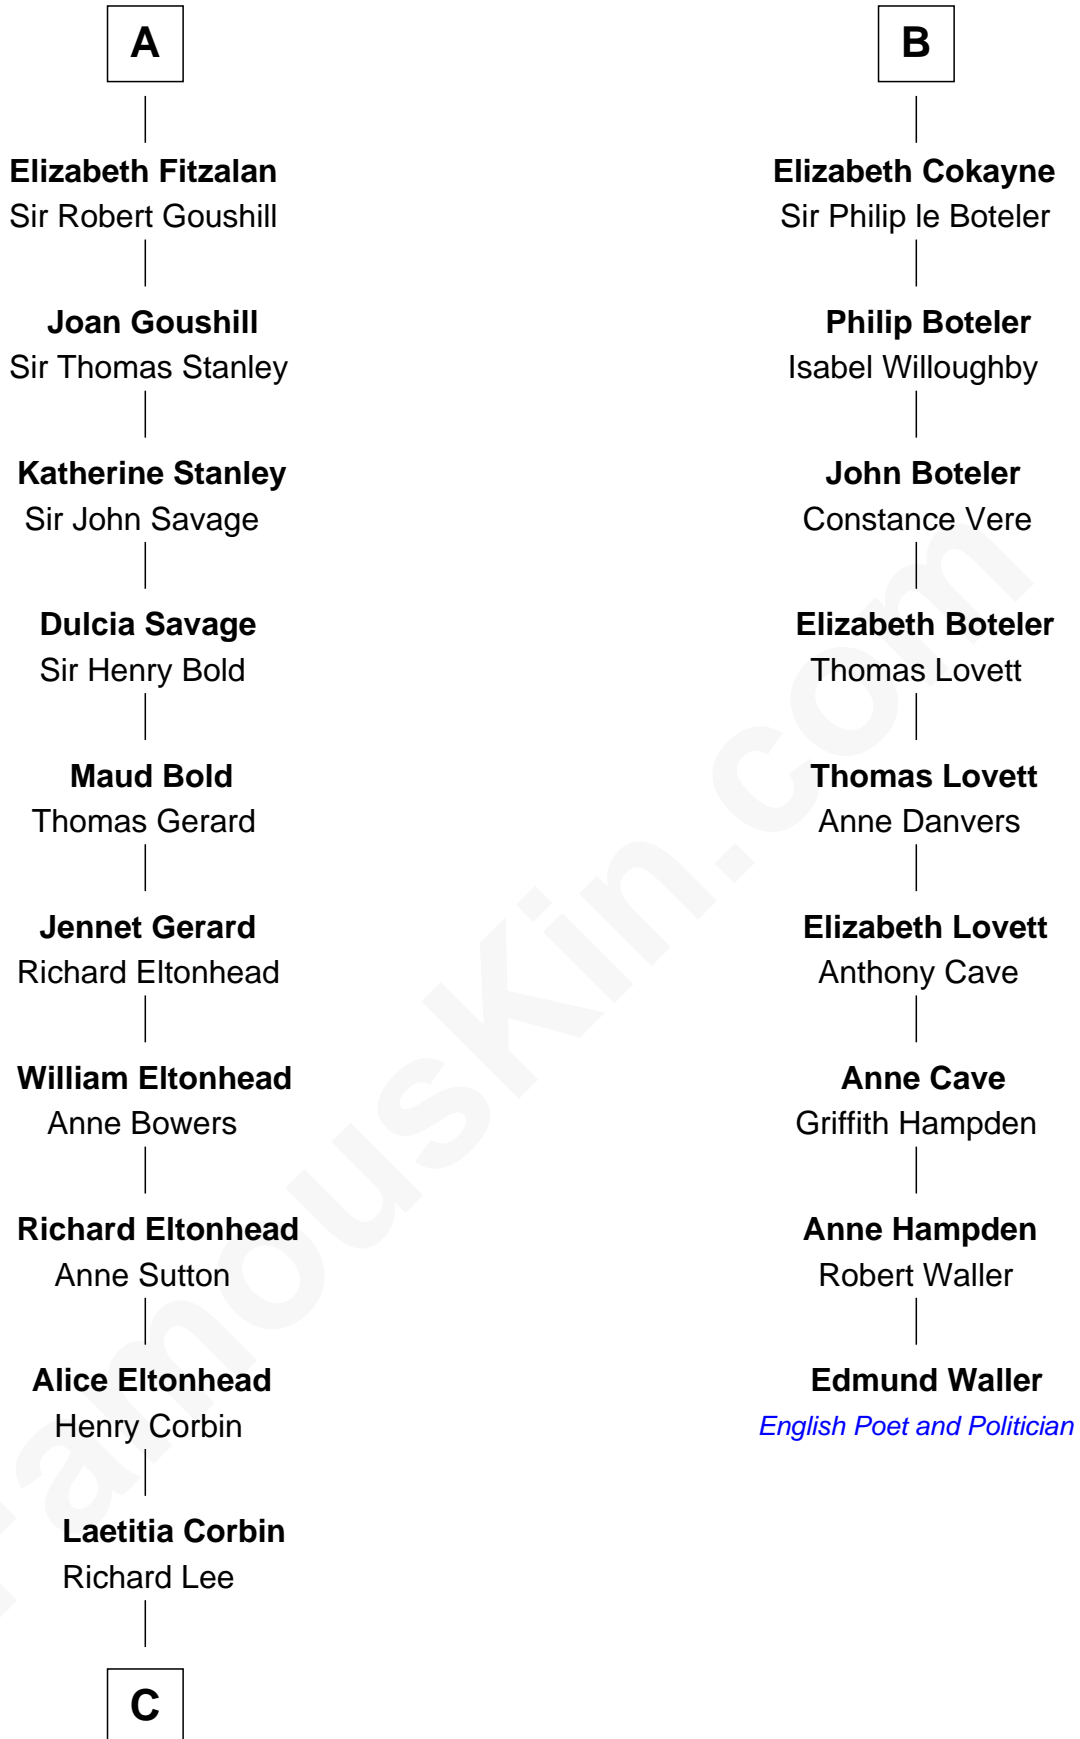 A
Elizabeth Fitzalan
Sir Robert Goushill
Joan Goushill
Sir Thomas Stanley
Katherine Stanley
Sir John Savage
Dulcia Savage
Sir Henry Bold
Maud Bold
Thomas Gerard
Jennet Gerard
Richard Eltonhead
William Eltonhead
Anne Bowers
Richard Eltonhead
Anne Sutton
Alice Eltonhead
Henry Corbin
Laetitia Corbin
Richard Lee
C
B
Elizabeth Cokayne
Sir Philip le Boteler
Philip Boteler
Isabel Willoughby
John Boteler
Constance Vere
Elizabeth Boteler
Thomas Lovett
Thomas Lovett
Anne Danvers
Elizabeth Lovett
Anthony Cave
Anne Cave
Griffith Hampden
Anne Hampden
Robert Waller
Edmund Waller
English Poet and Politician
FamousKin.com